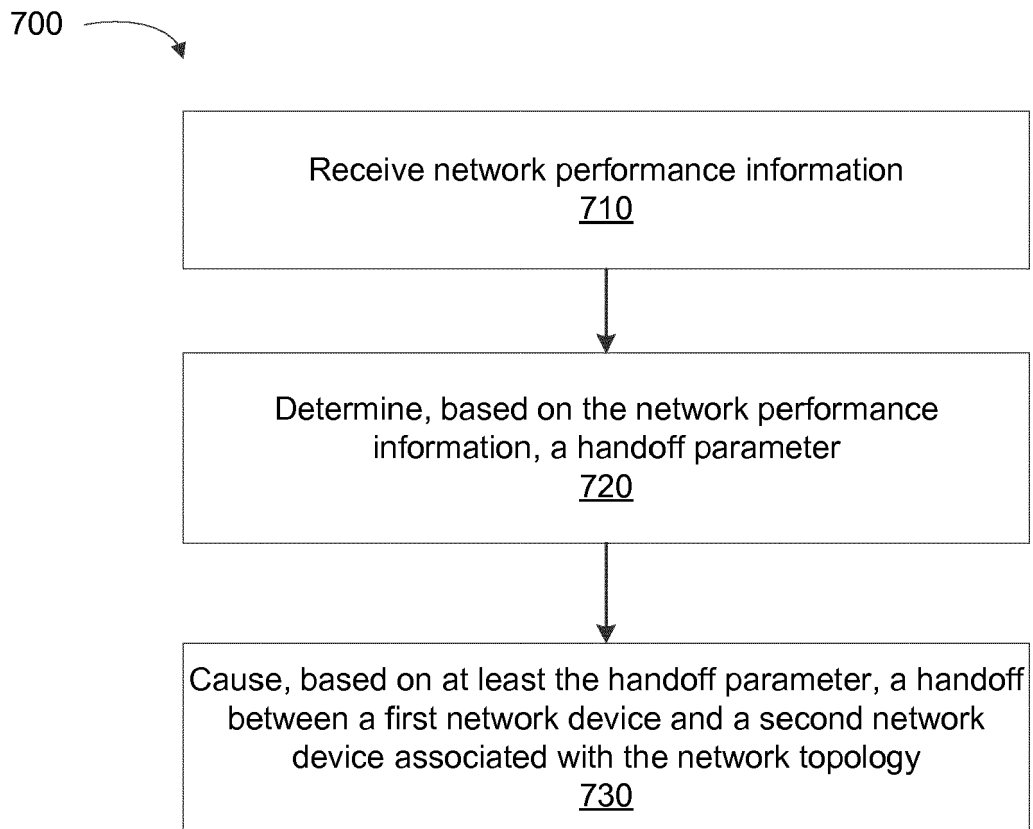 700
Receive network performance information
710
Determine, based on the network performance
information, a handoff parameter
720
Cause, based on at least the handoff parameter, a handoff
between a first network device and a second network
device associated with the network topology
730